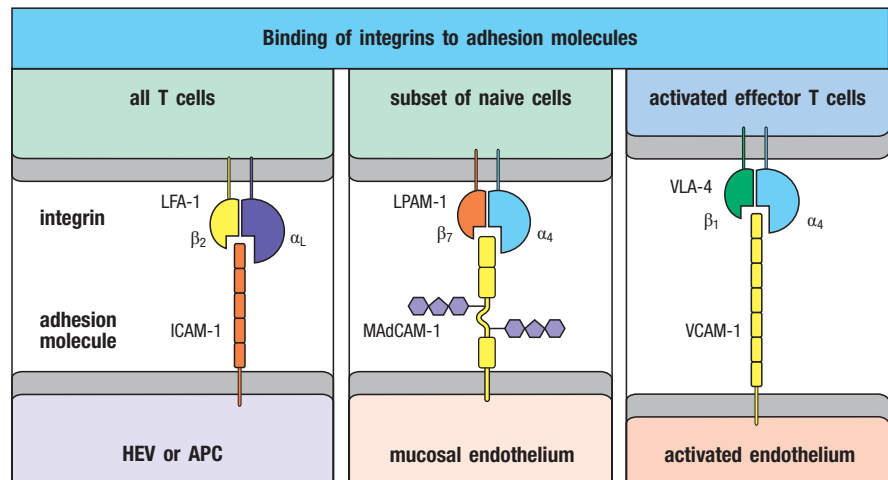 Binding of integrins to adhesion molecules
all T cells
subset of naive cells
activated effector T cells
integrin
LFA-1
β₂
α_L
LPAM-1
β₇
α₄
VLA-4
β₁
α₄
adhesion
molecule
ICAM-1
MAdCAM-1
VCAM-1
HEV or APC
mucosal endothelium
activated endothelium